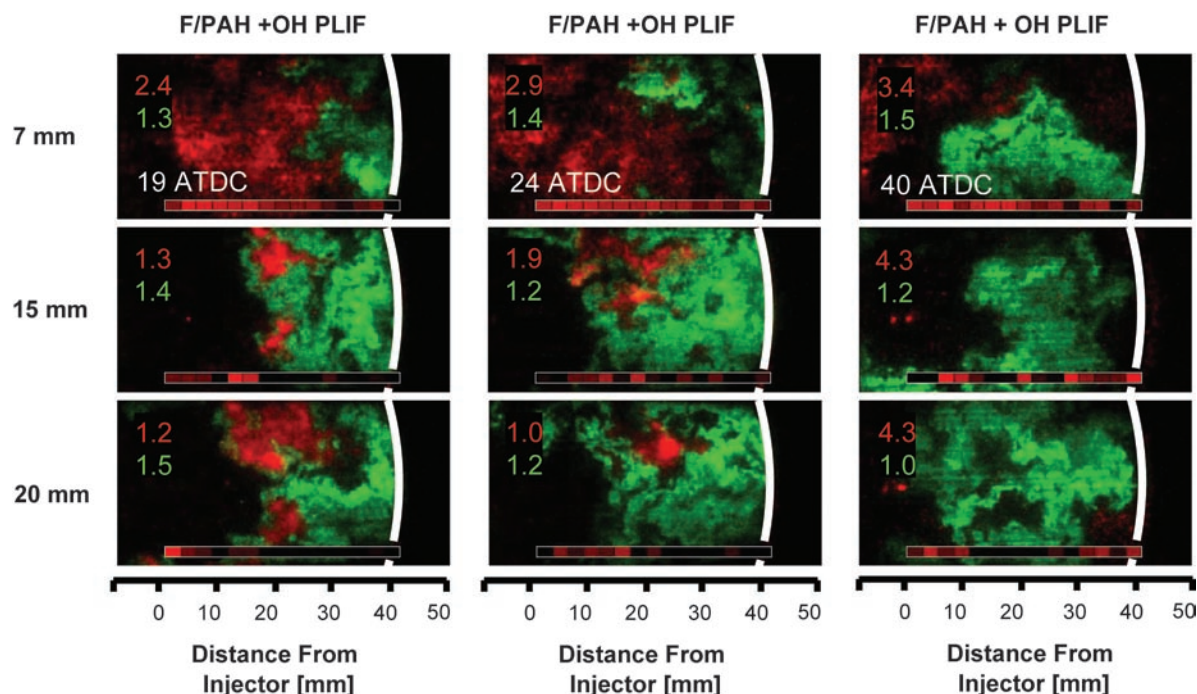 F/PAH +OH PLIF F/PAH +OH PLIF F/PAH + OH PLIF
7 mm
2.4
1.3
19 ATDC
2.9
1.4
24 ATDC
3.4
1.5
40 ATDC
15 mm
1.3
1.4
1.9
1.2
4.3
1.2
20 mm
1.2
1.5
1.0
1.2
4.3
1.0
0 10 20 30 40 50 0 10 20 30 40 50 0 10 20 30 40 50
Distance From
Injector [mm]
Distance From
Injector [mm]
Distance From
Injector [mm]